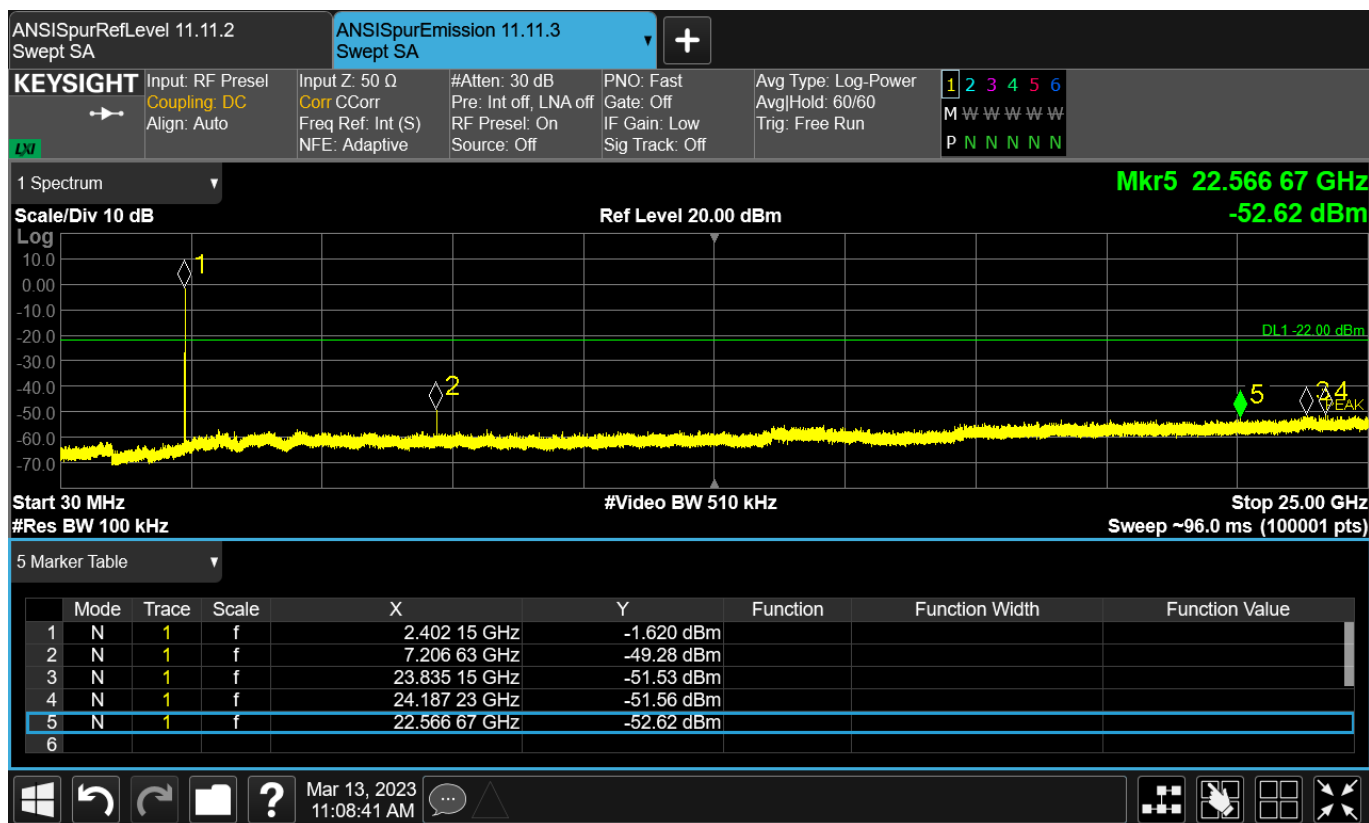 ANSISpurRefLevel 11.11.2
Swept SA
ANSISpurEmission 11.11.3
Swept SA
KEYSIGHT
LXI
Input: RF Presel
Coupling: DC
Align: Auto
Input Z: 50 Ω
Corr CCorr
Freq Ref: Int (S)
NFE: Adaptive
#Atten: 30 dB
Pre: Int off, LNA off
RF Presel: On
Source: Off
PNO: Fast
Gate: Off
IF Gain: Low
Sig Track: Off
Avg Type: Log-Power
Avg|Hold: 60/60
Trig: Free Run
1 2 3 4 5 6
M W W W W W
P N N N N N
1 Spectrum
Mkr5 22.566 67 GHz
Scale/Div 10 dB
Ref Level 20.00 dBm
-52.62 dBm
Log
10.0
0.00
-10.0
-20.0
-30.0
-40.0
-50.0
-60.0
-70.0
1
2
3
4
5
DL1 -22.00 dBm
PEAK
Start 30 MHz
#Video BW 510 kHz
Stop 25.00 GHz
#Res BW 100 kHz
Sweep ~96.0 ms (100001 pts)
5 Marker Table
Mode Trace Scale X Y Function Function Width Function Value
1 N 1 f 2.402 15 GHz -1.620 dBm
2 N 1 f 7.206 63 GHz -49.28 dBm
3 N 1 f 23.835 15 GHz -51.53 dBm
4 N 1 f 24.187 23 GHz -51.56 dBm
5 N 1 f 22.566 67 GHz -52.62 dBm
6
?
Mar 13, 2023
11:08:41 AM